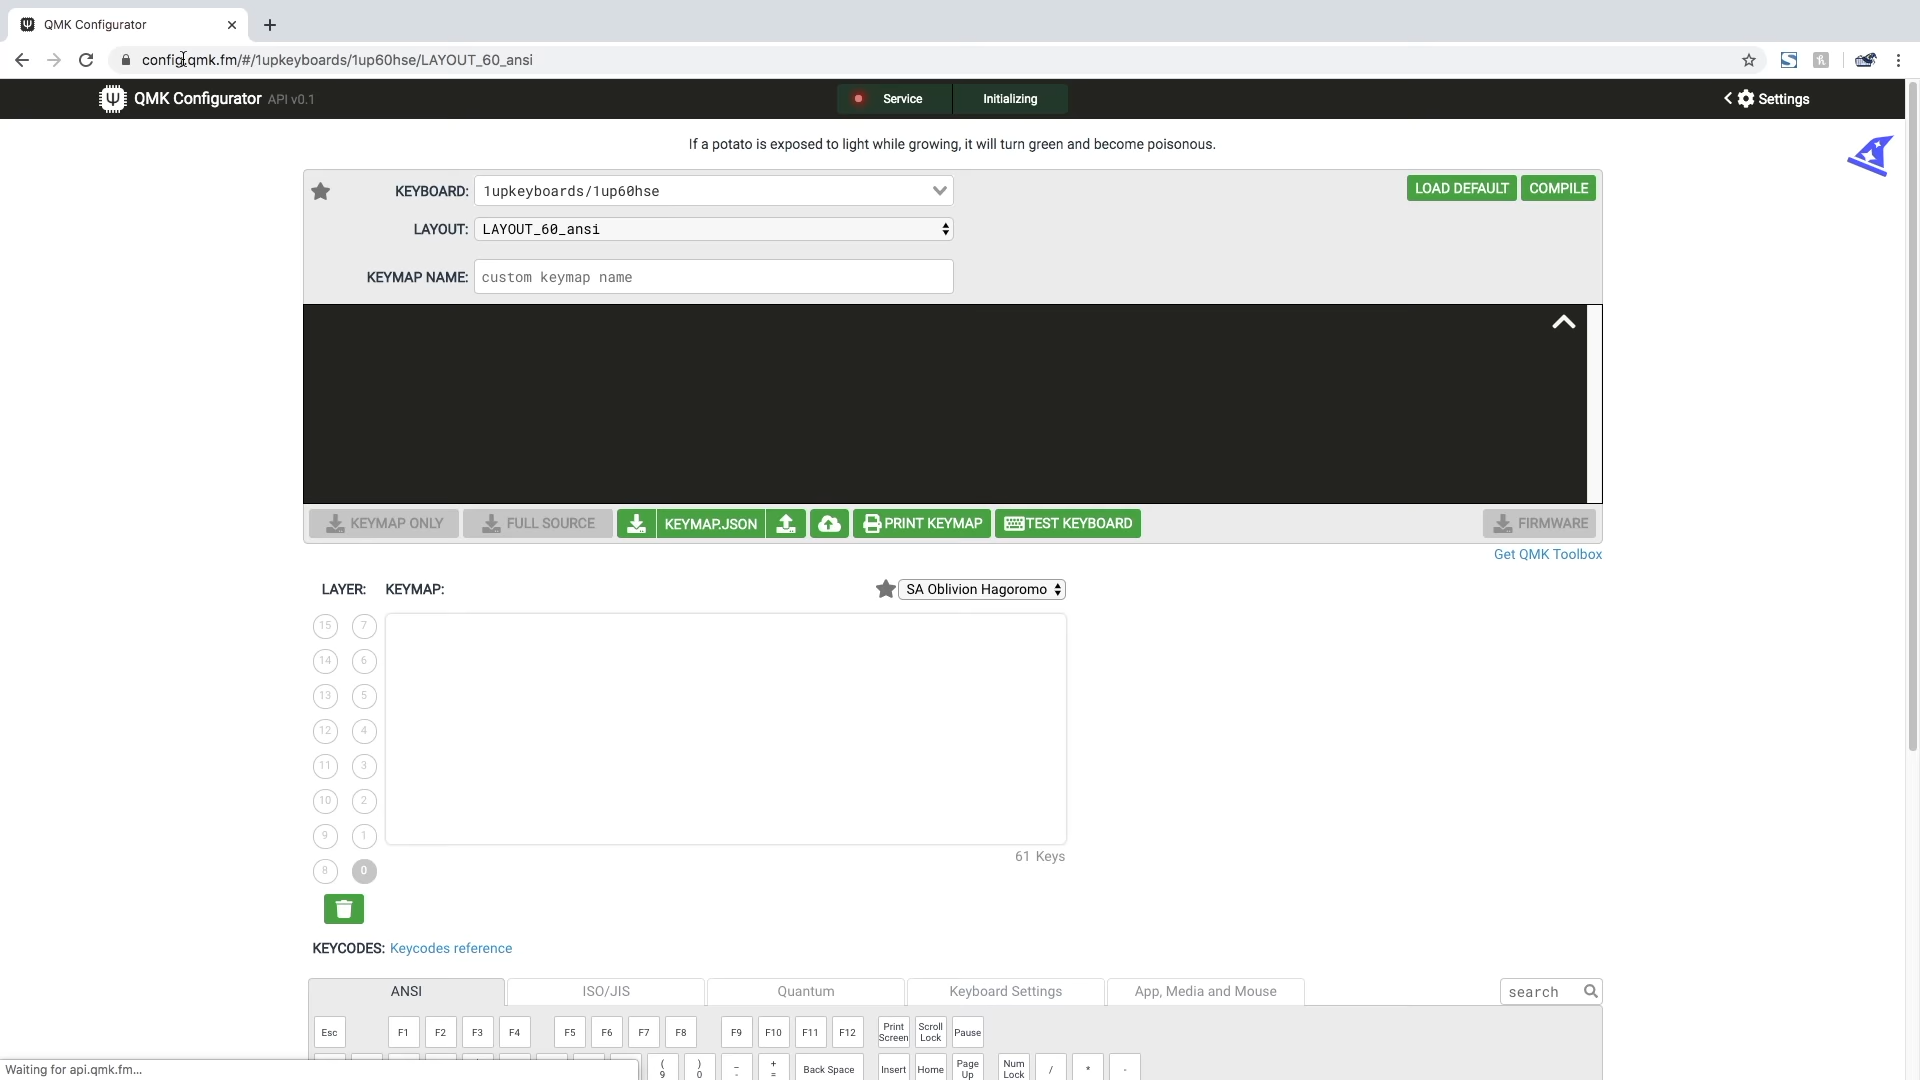 QMK Configurator
config.qmk.fm/#/1upkeyboards/1up60hse/LAYOUT_60_ansi
QMK Configurator API v0.1
Service
Initializing
Settings
If a potato is exposed to light while growing, it will turn green and become poisonous.
KEYBOARD: 1upkeyboards/1up60hse
LOAD DEFAULT
COMPILE
LAYOUT: LAYOUT_60_ansi
KEYMAP NAME: custom keymap name
KEYMAP ONLY
FULL SOURCE
KEYMAP.JSON
PRINT KEYMAP
TEST KEYBOARD
FIRMWARE
Get QMK Toolbox
LAYER: KEYMAP:
SA Oblivion Hagoromo
15 7
14 6
13 5
12 4
11 3
10 2
9 1
8 0
61 Keys
KEYCODES: Keycodes reference
ANSI
ISO/JIS
Quantum
Keyboard Settings
App, Media and Mouse
search
Esc F1 F2 F3 F4 F5 F6 F7 F8 F9 F10 F11 F12 Print Screen Scroll Lock Pause
( 9 ) 0 _ - + = Back Space Insert Home Page Up Num Lock / * -
Waiting for api.qmk.fm...